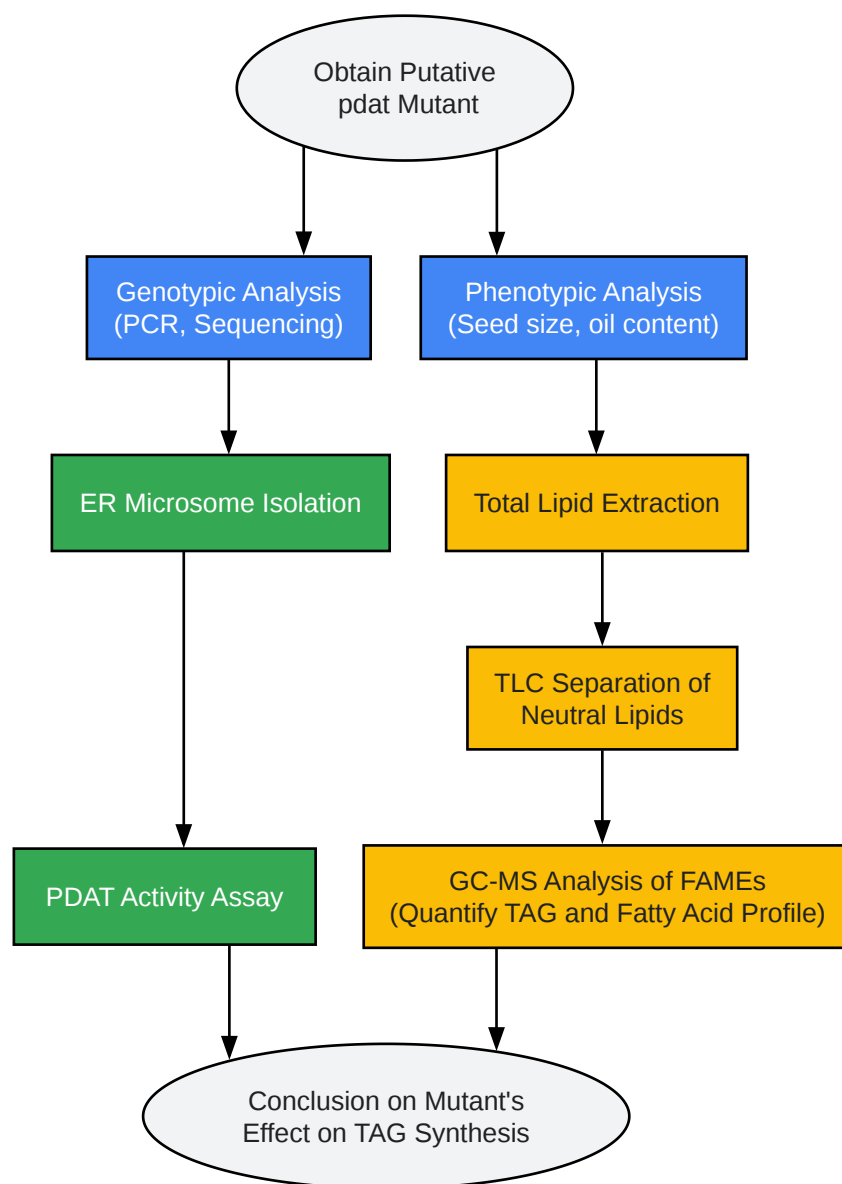 Obtain Putative
pdat Mutant
Genotypic Analysis
(PCR, Sequencing)
Phenotypic Analysis
(Seed size, oil content)
ER Microsome Isolation
Total Lipid Extraction
TLC Separation of
Neutral Lipids
PDAT Activity Assay
GC-MS Analysis of FAMEs
(Quantify TAG and Fatty Acid Profile)
Conclusion on Mutant's
Effect on TAG Synthesis